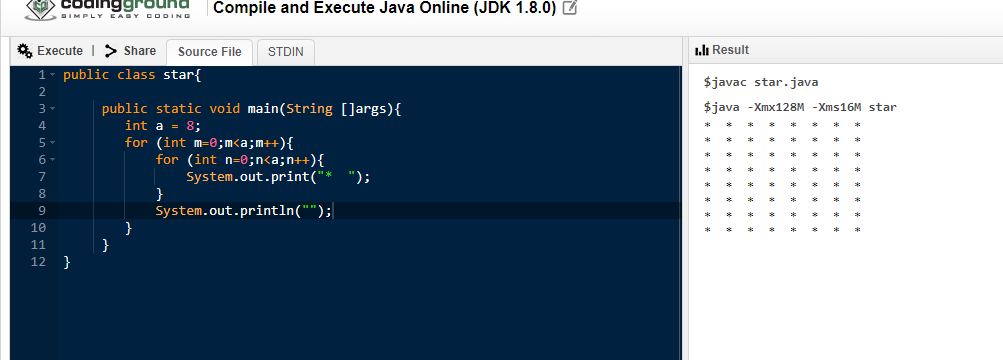 codingground
SIMPLY EASY CODING
Compile and Execute Java Online (JDK 1.8.0)
Execute | > Share Source File STDIN
Result
1 public class star{
2
3 public static void main(String []args){
4 int a = 8;
5 for (int m=0;m<a;m++){
6 for (int n=0;n<a;n++){
7 System.out.print("*  ");
8 }
9 System.out.println("");
10 }
11 }
12 }
$javac star.java
$java -Xmx128M -Xms16M star
* * * * * * * *
* * * * * * * *
* * * * * * * *
* * * * * * * *
* * * * * * * *
* * * * * * * *
* * * * * * * *
* * * * * * * *